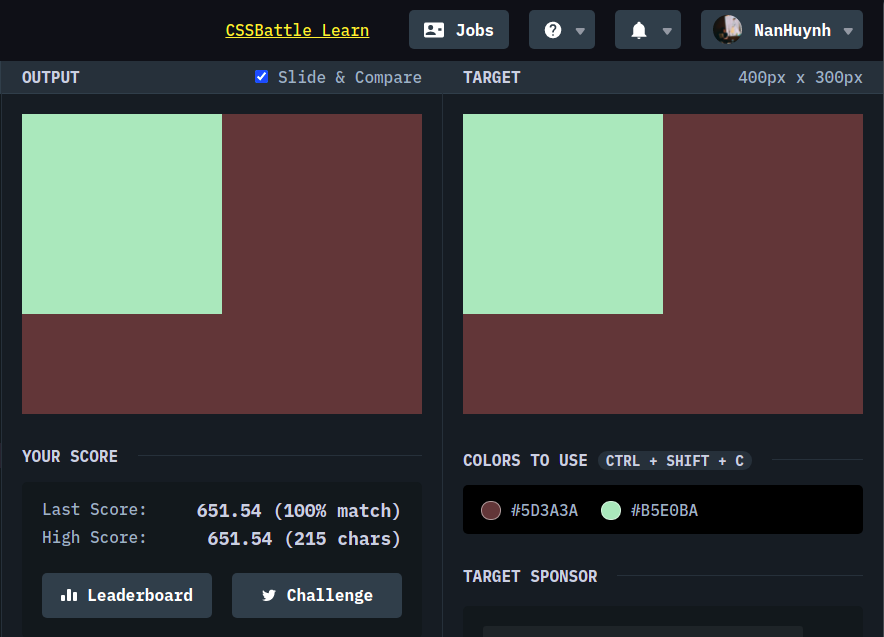 CSSBattle Learn Jobs NanHuynh
OUTPUT Slide & Compare TARGET 400px x 300px
YOUR SCORE
Last Score: 651.54 (100% match)
High Score: 651.54 (215 chars)
Leaderboard Challenge
COLORS TO USE CTRL + SHIFT + C
#5D3A3A #B5E0BA
TARGET SPONSOR